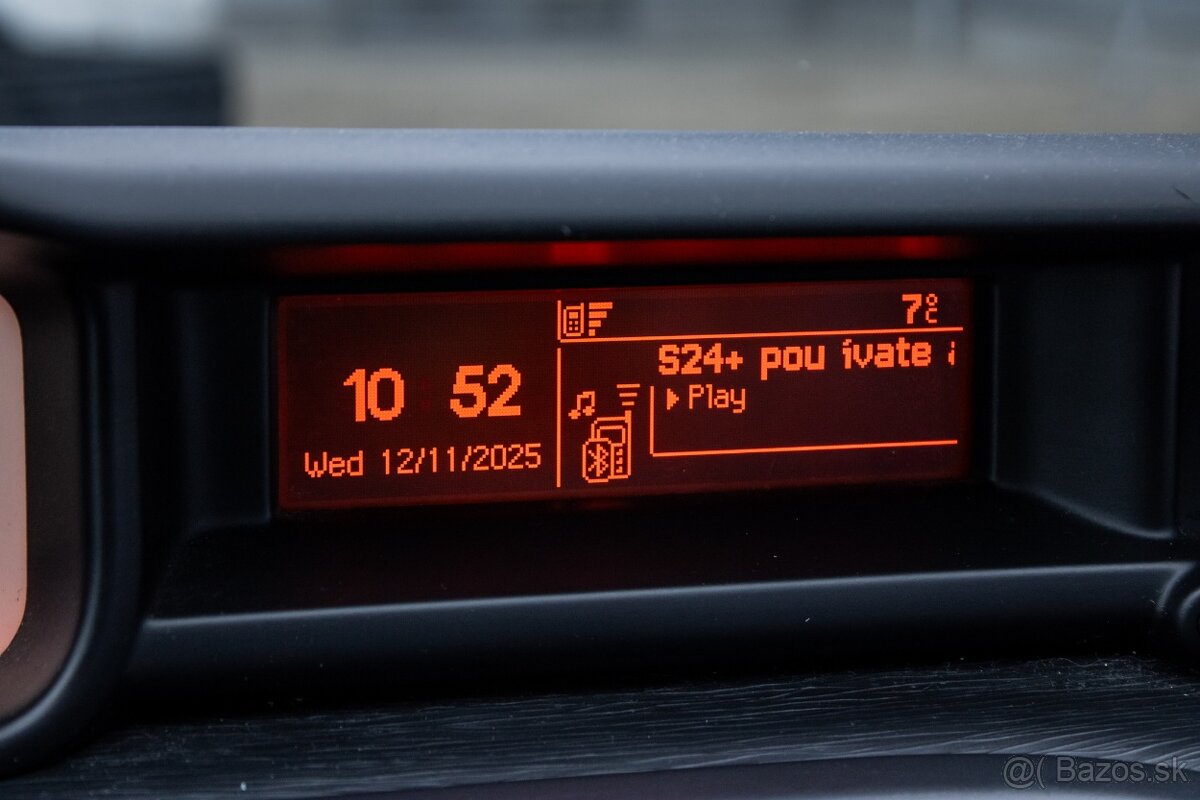 7°C
10 52
S24+ pou ívate
Play
Wed 12/11/2025
@( Bazos.sk